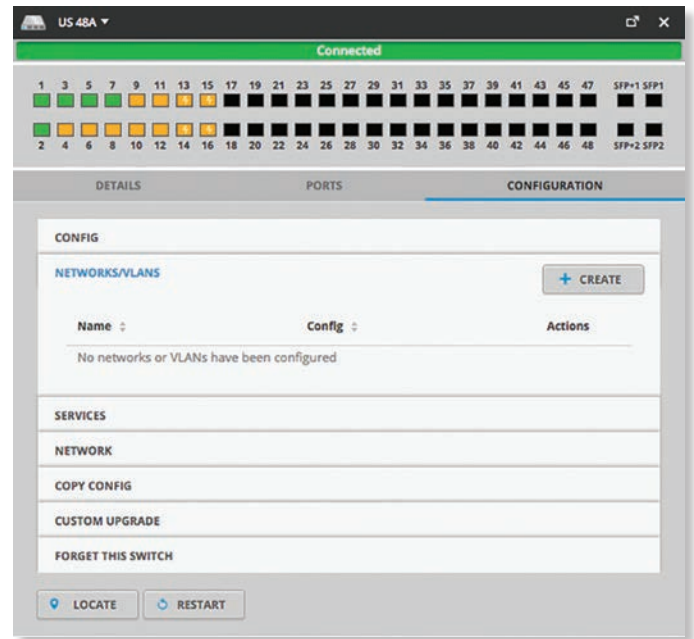 US 48A
Connected
1 3 5 7 9 11 13 15 17 19 21 23 25 27 29 31 33 35 37 39 41 43 45 47 SFP+1 SFP1
2 4 6 8 10 12 14 16 18 20 22 24 26 28 30 32 34 36 38 40 42 44 46 48 SFP+2 SFP2
DETAILS PORTS CONFIGURATION
CONFIG
NETWORKS/VLANS
+ CREATE
Name Config Actions
No networks or VLANs have been configured
SERVICES
NETWORK
COPY CONFIG
CUSTOM UPGRADE
FORGET THIS SWITCH
LOCATE RESTART